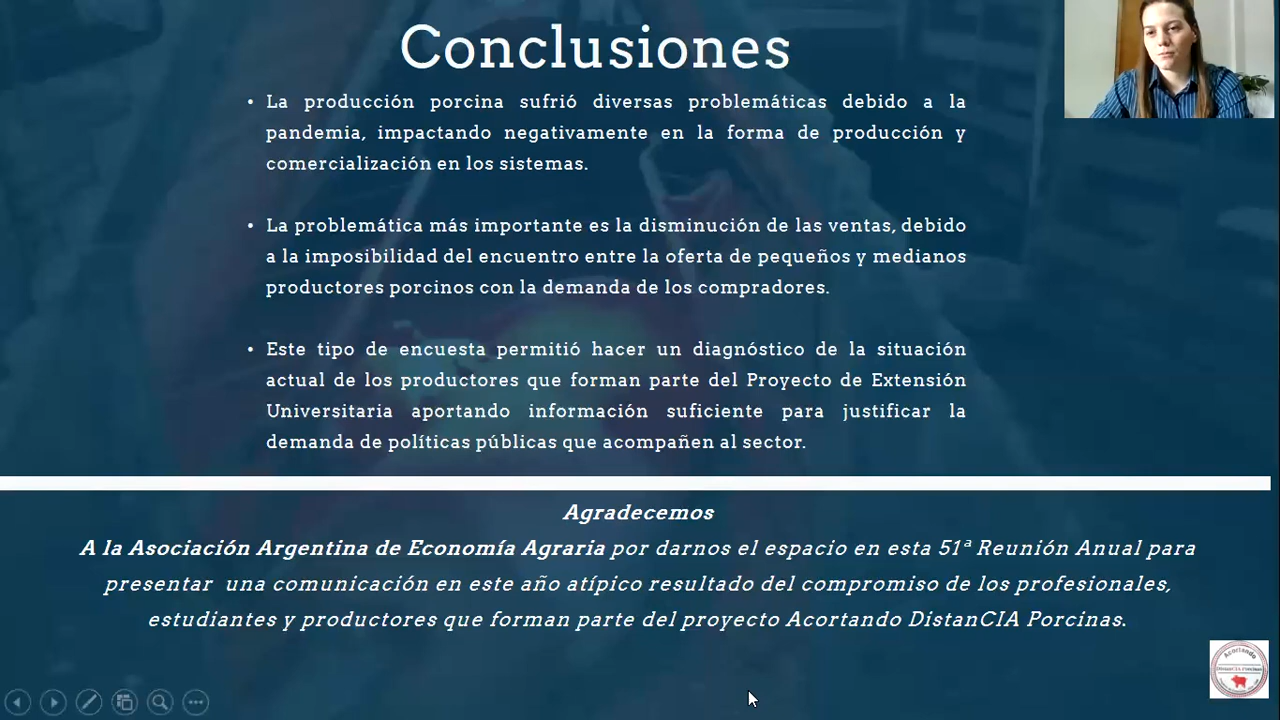 Conclusiones
• La producción porcina sufrió diversas problemáticas debido a la
pandemia, impactando negativamente en la forma de producción y
comercialización en los sistemas.
• La problemática más importante es la disminución de las ventas, debido
a la imposibilidad del encuentro entre la oferta de pequeños y medianos
productores porcinos con la demanda de los compradores.
• Este tipo de encuesta permitió hacer un diagnóstico de la situación
actual de los productores que forman parte del Proyecto de Extensión
Universitaria aportando información suficiente para justificar la
demanda de políticas públicas que acompañen al sector.
Agradecemos
A la Asociación Argentina de Economía Agraria por darnos el espacio en esta 51ª Reunión Anual para
presentar una comunicación en este año atípico resultado del compromiso de los profesionales,
estudiantes y productores que forman parte del proyecto Acortando DistanCIA Porcinas.
Acortando
DistanCIA Porcinas